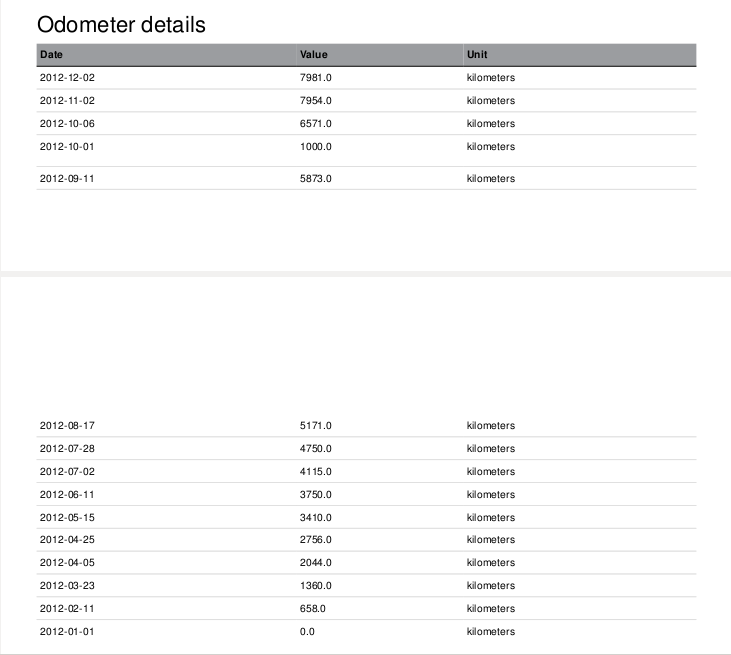 Odometer details
Date Value Unit
2012-12-02 7981.0 kilometers
2012-11-02 7954.0 kilometers
2012-10-06 6571.0 kilometers
2012-10-01 1000.0 kilometers
2012-09-11 5873.0 kilometers
2012-08-17 5171.0 kilometers
2012-07-28 4750.0 kilometers
2012-07-02 4115.0 kilometers
2012-06-11 3750.0 kilometers
2012-05-15 3410.0 kilometers
2012-04-25 2756.0 kilometers
2012-04-05 2044.0 kilometers
2012-03-23 1360.0 kilometers
2012-02-11 658.0 kilometers
2012-01-01 0.0 kilometers